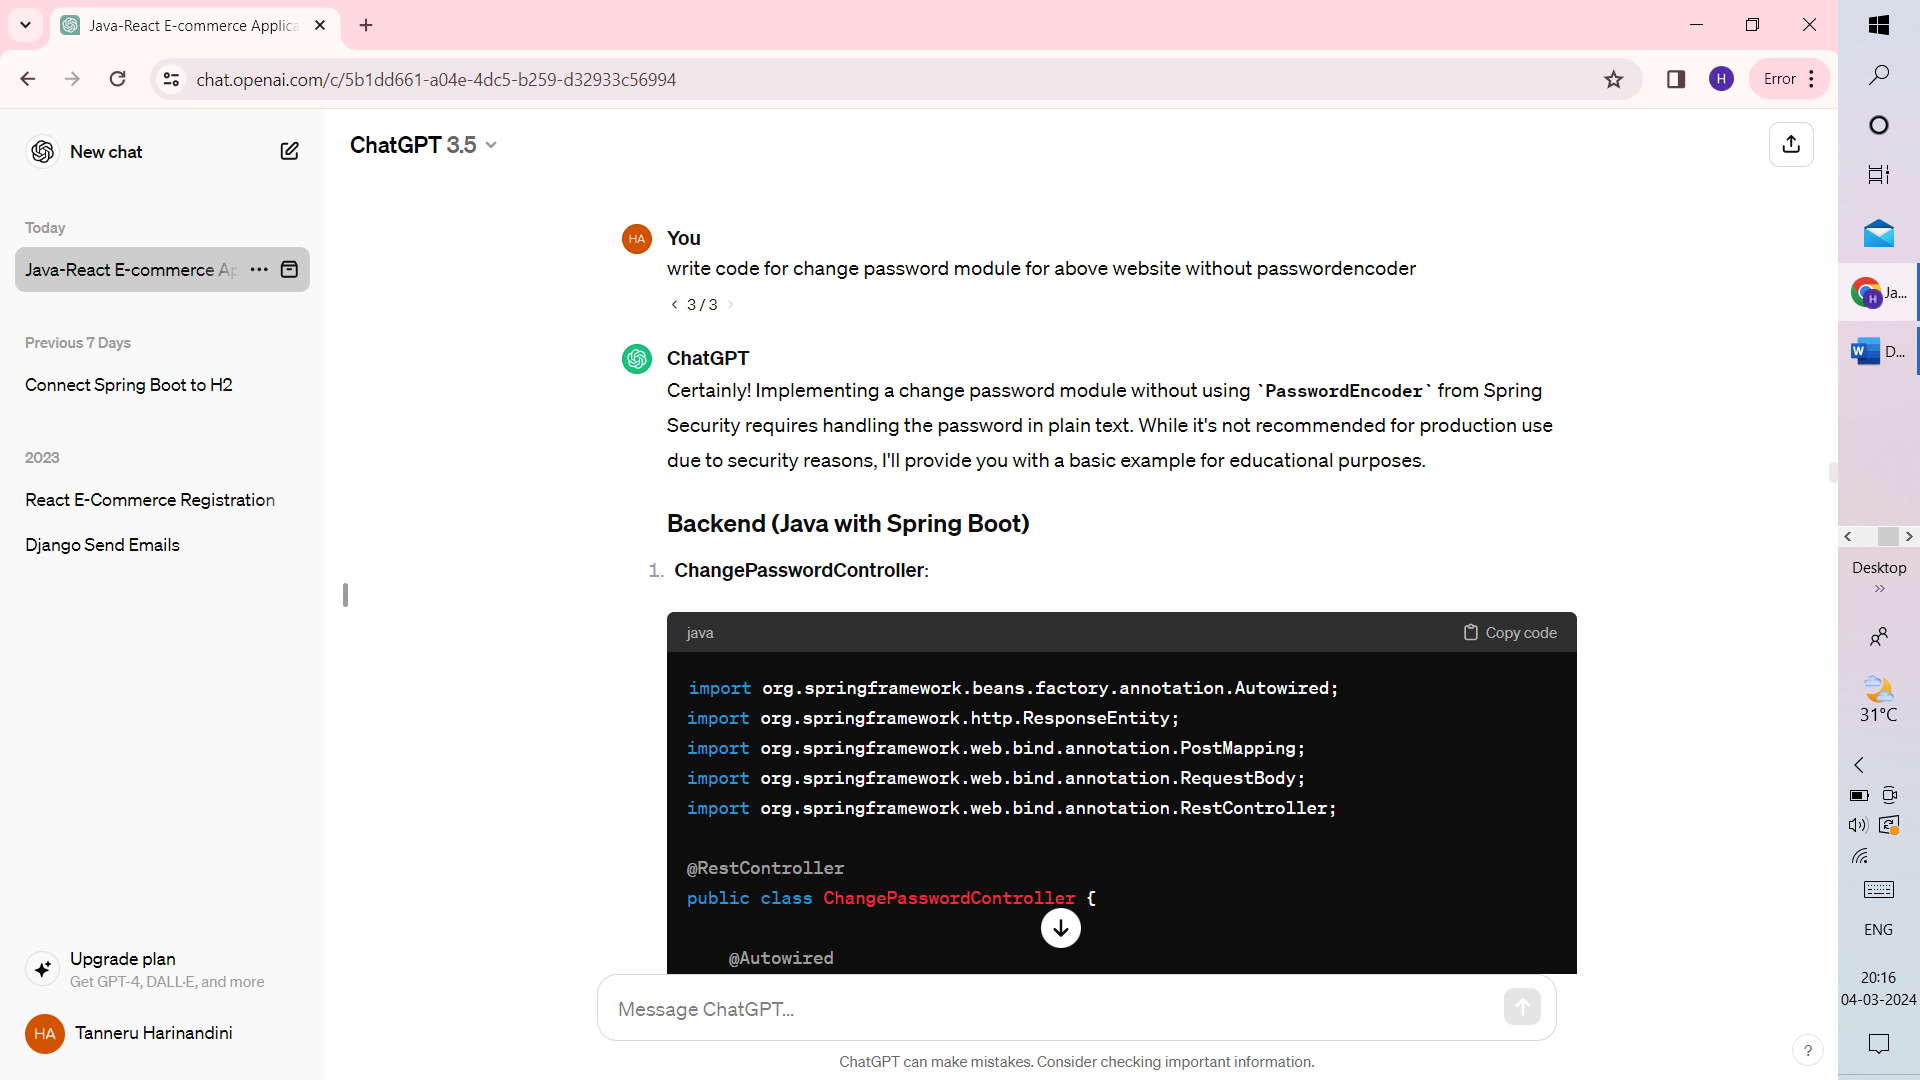 Java-React E-commerce Applica
chat.openai.com/c/5b1dd661-a04e-4dc5-b259-d32933c56994
H
Error
New chat
Today
Java-React E-commerce Ap
Previous 7 Days
Connect Spring Boot to H2
2023
React E-Commerce Registration
Django Send Emails
Upgrade plan
Get GPT-4, DALL·E, and more
HA
Tanneru Harinandini
ChatGPT 3.5
HA
You
write code for change password module for above website without passwordencoder
3 / 3
ChatGPT
Certainly! Implementing a change password module without using `PasswordEncoder` from Spring
Security requires handling the password in plain text. While it's not recommended for production use
due to security reasons, I'll provide you with a basic example for educational purposes.
Backend (Java with Spring Boot)
1. ChangePasswordController:
java
Copy code
import org.springframework.beans.factory.annotation.Autowired;
import org.springframework.http.ResponseEntity;
import org.springframework.web.bind.annotation.PostMapping;
import org.springframework.web.bind.annotation.RequestBody;
import org.springframework.web.bind.annotation.RestController;
@RestController
public class ChangePasswordController {
@Autowired
Message ChatGPT...
ChatGPT can make mistakes. Consider checking important information.
?
H
Ja...
W
D...
Desktop
31°C
ENG
20:16
04-03-2024